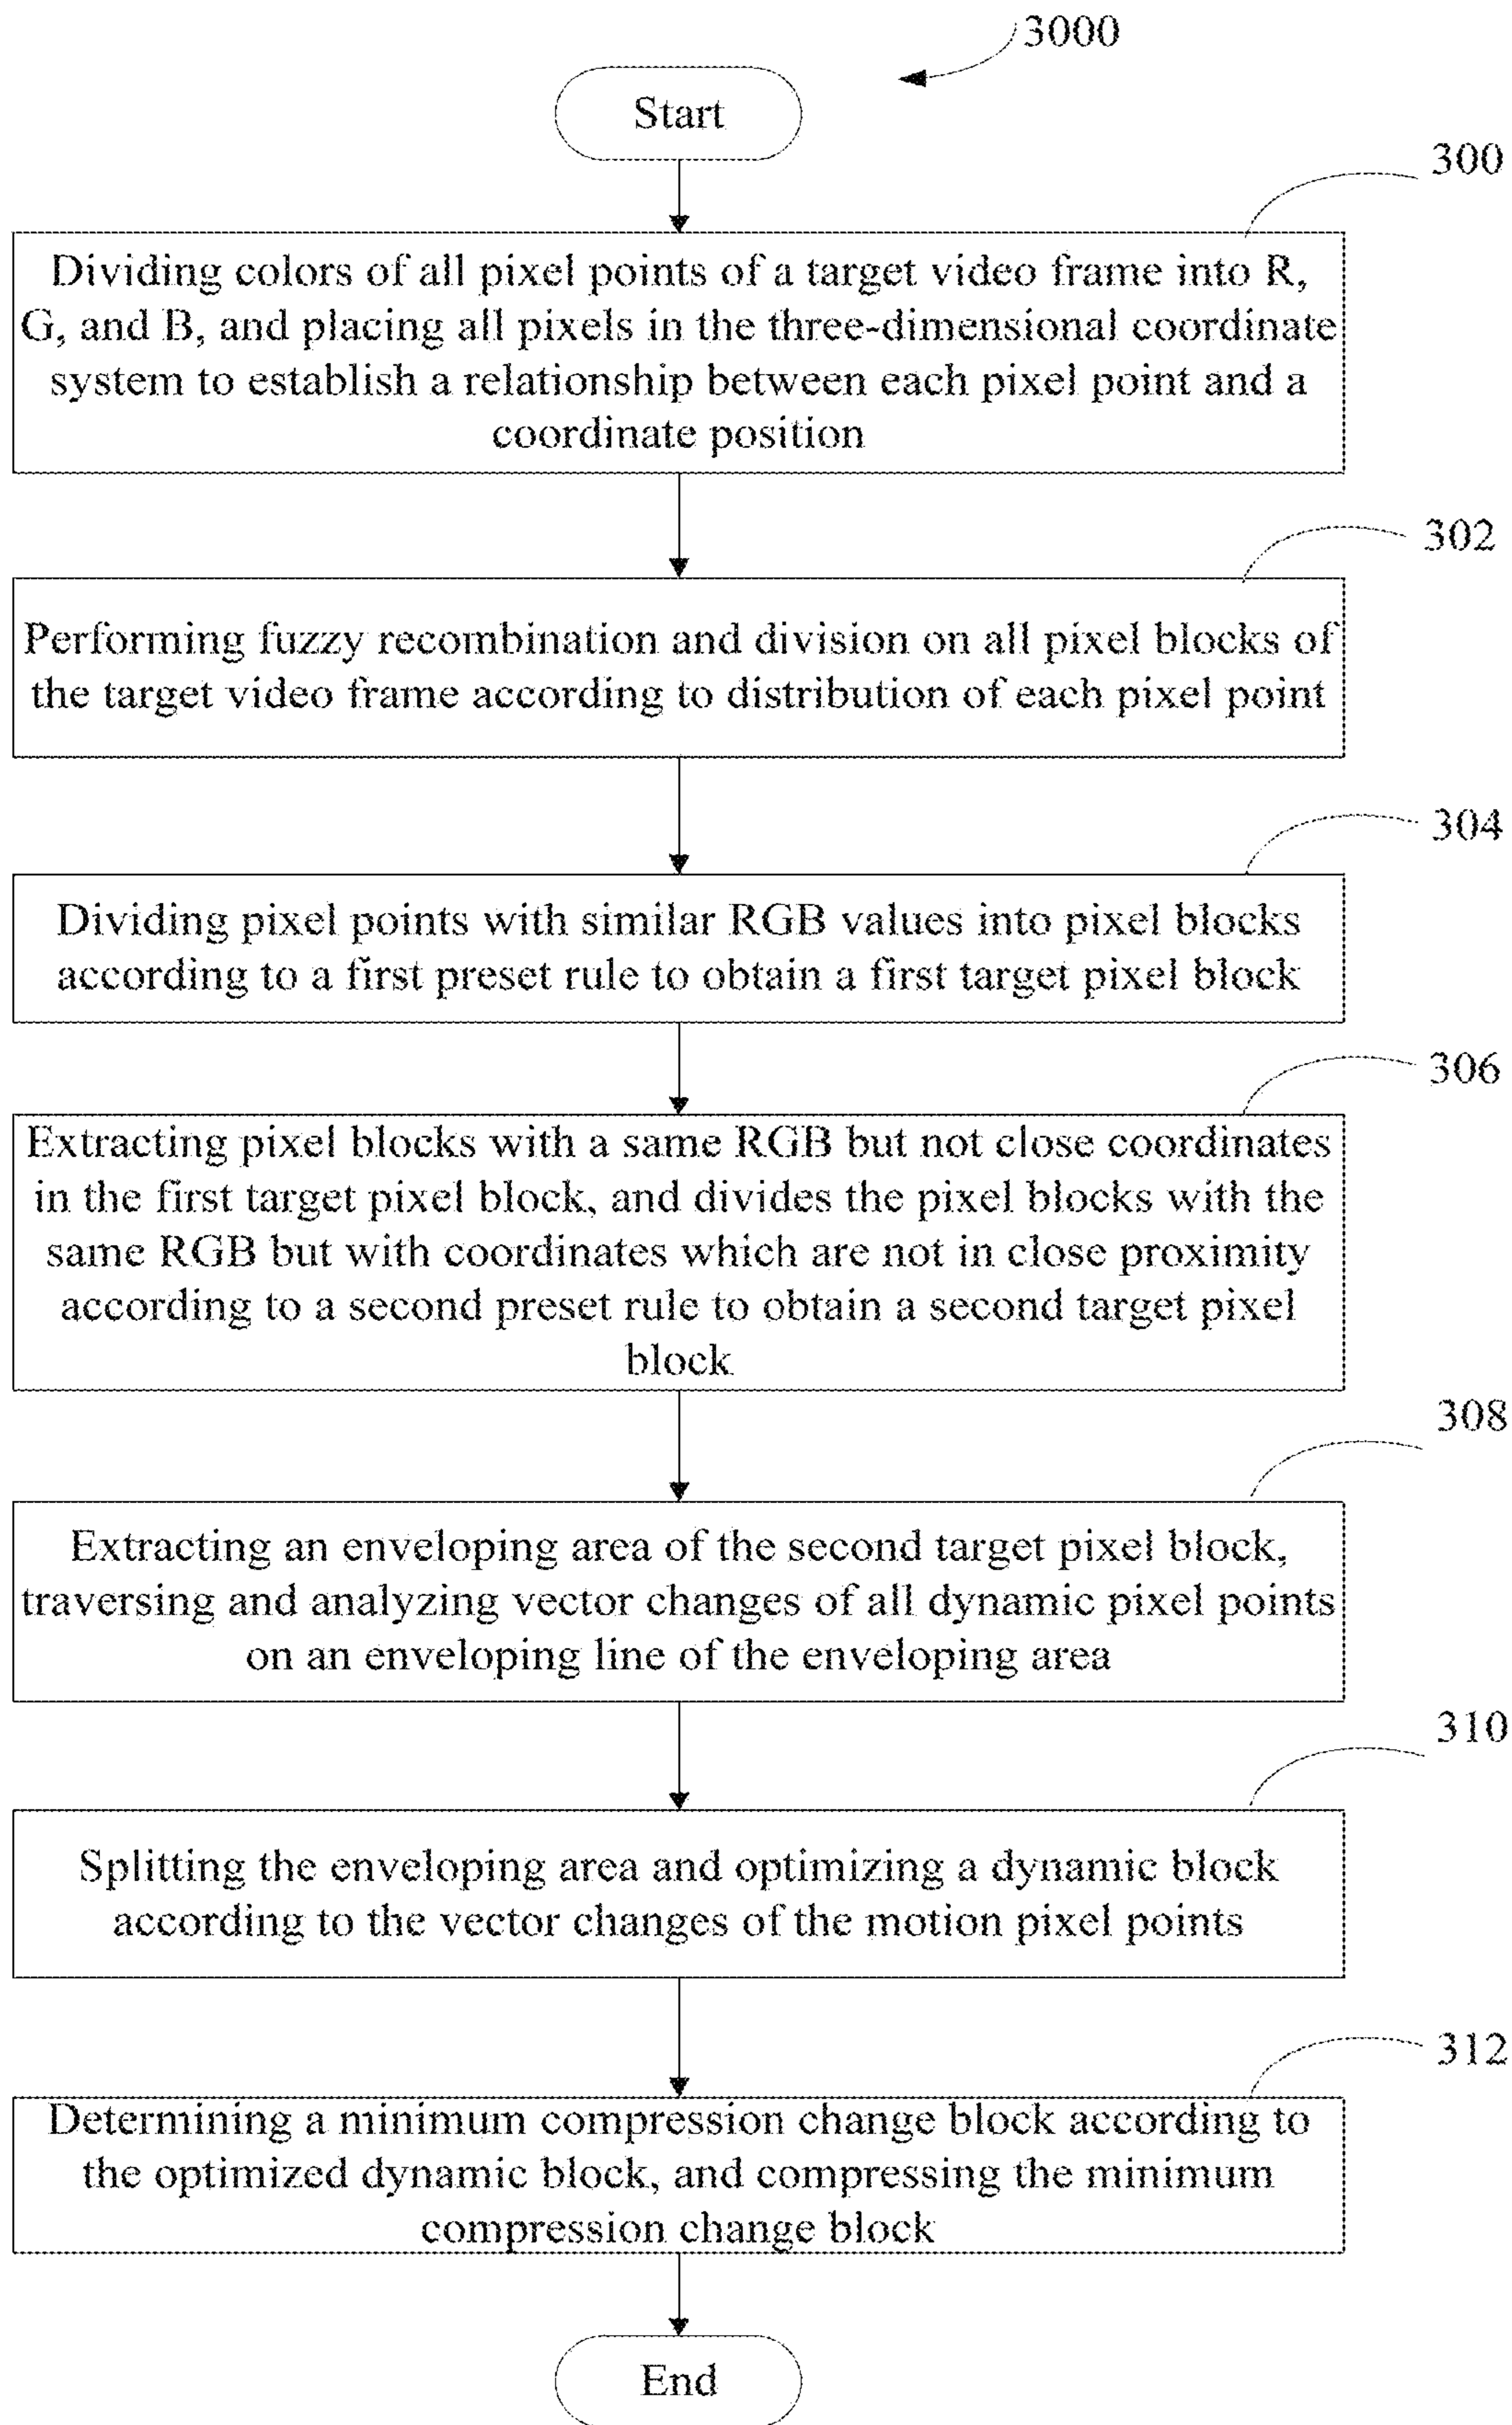 3000
Start
300
Dividing colors of all pixel points of a target video frame into R,
G, and B, and placing all pixels in the three-dimensional coordinate
system to establish a relationship between each pixel point and a
coordinate position
302
Performing fuzzy recombination and division on all pixel blocks of
the target video frame according to distribution of each pixel point
304
Dividing pixel points with similar RGB values into pixel blocks
according to a first preset rule to obtain a first target pixel block
306
Extracting pixel blocks with a same RGB but not close coordinates
in the first target pixel block, and divides the pixel blocks with the
same RGB but with coordinates which are not in close proximity
according to a second preset rule to obtain a second target pixel
block
308
Extracting an enveloping area of the second target pixel block,
traversing and analyzing vector changes of all dynamic pixel points
on an enveloping line of the enveloping area
310
Splitting the enveloping area and optimizing a dynamic block
according to the vector changes of the motion pixel points
312
Determining a minimum compression change block according to
the optimized dynamic block, and compressing the minimum
compression change block
End